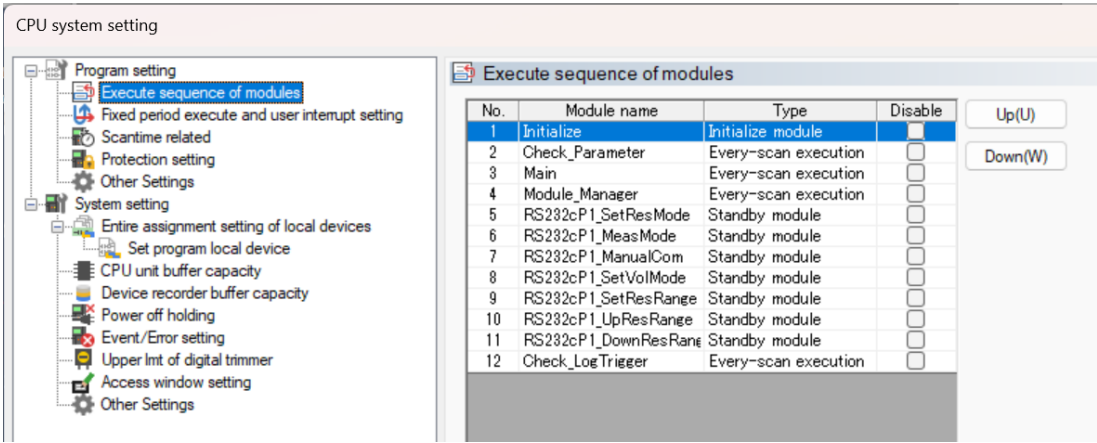 CPU system setting
Program setting
Execute sequence of modules
Fixed period execute and user interrupt setting
Scantime related
Protection setting
Other Settings
System setting
Entire assignment setting of local devices
Set program local device
CPU unit buffer capacity
Device recorder buffer capacity
Power off holding
Event/Error setting
Upper lmt of digital trimmer
Access window setting
Other Settings
Execute sequence of modules
No. Module name Type Disable
1 Initialize Initialize module
2 Check_Parameter Every-scan execution
3 Main Every-scan execution
4 Module_Manager Every-scan execution
5 RS232cP1_SetResMode Standby module
6 RS232cP1_MeasMode Standby module
7 RS232cP1_ManualCom Standby module
8 RS232cP1_SetVolMode Standby module
9 RS232cP1_SetResRange Standby module
10 RS232cP1_UpResRange Standby module
11 RS232cP1_DownResRang Standby module
12 Check_LogTrigger Every-scan execution
Up(U)
Down(W)